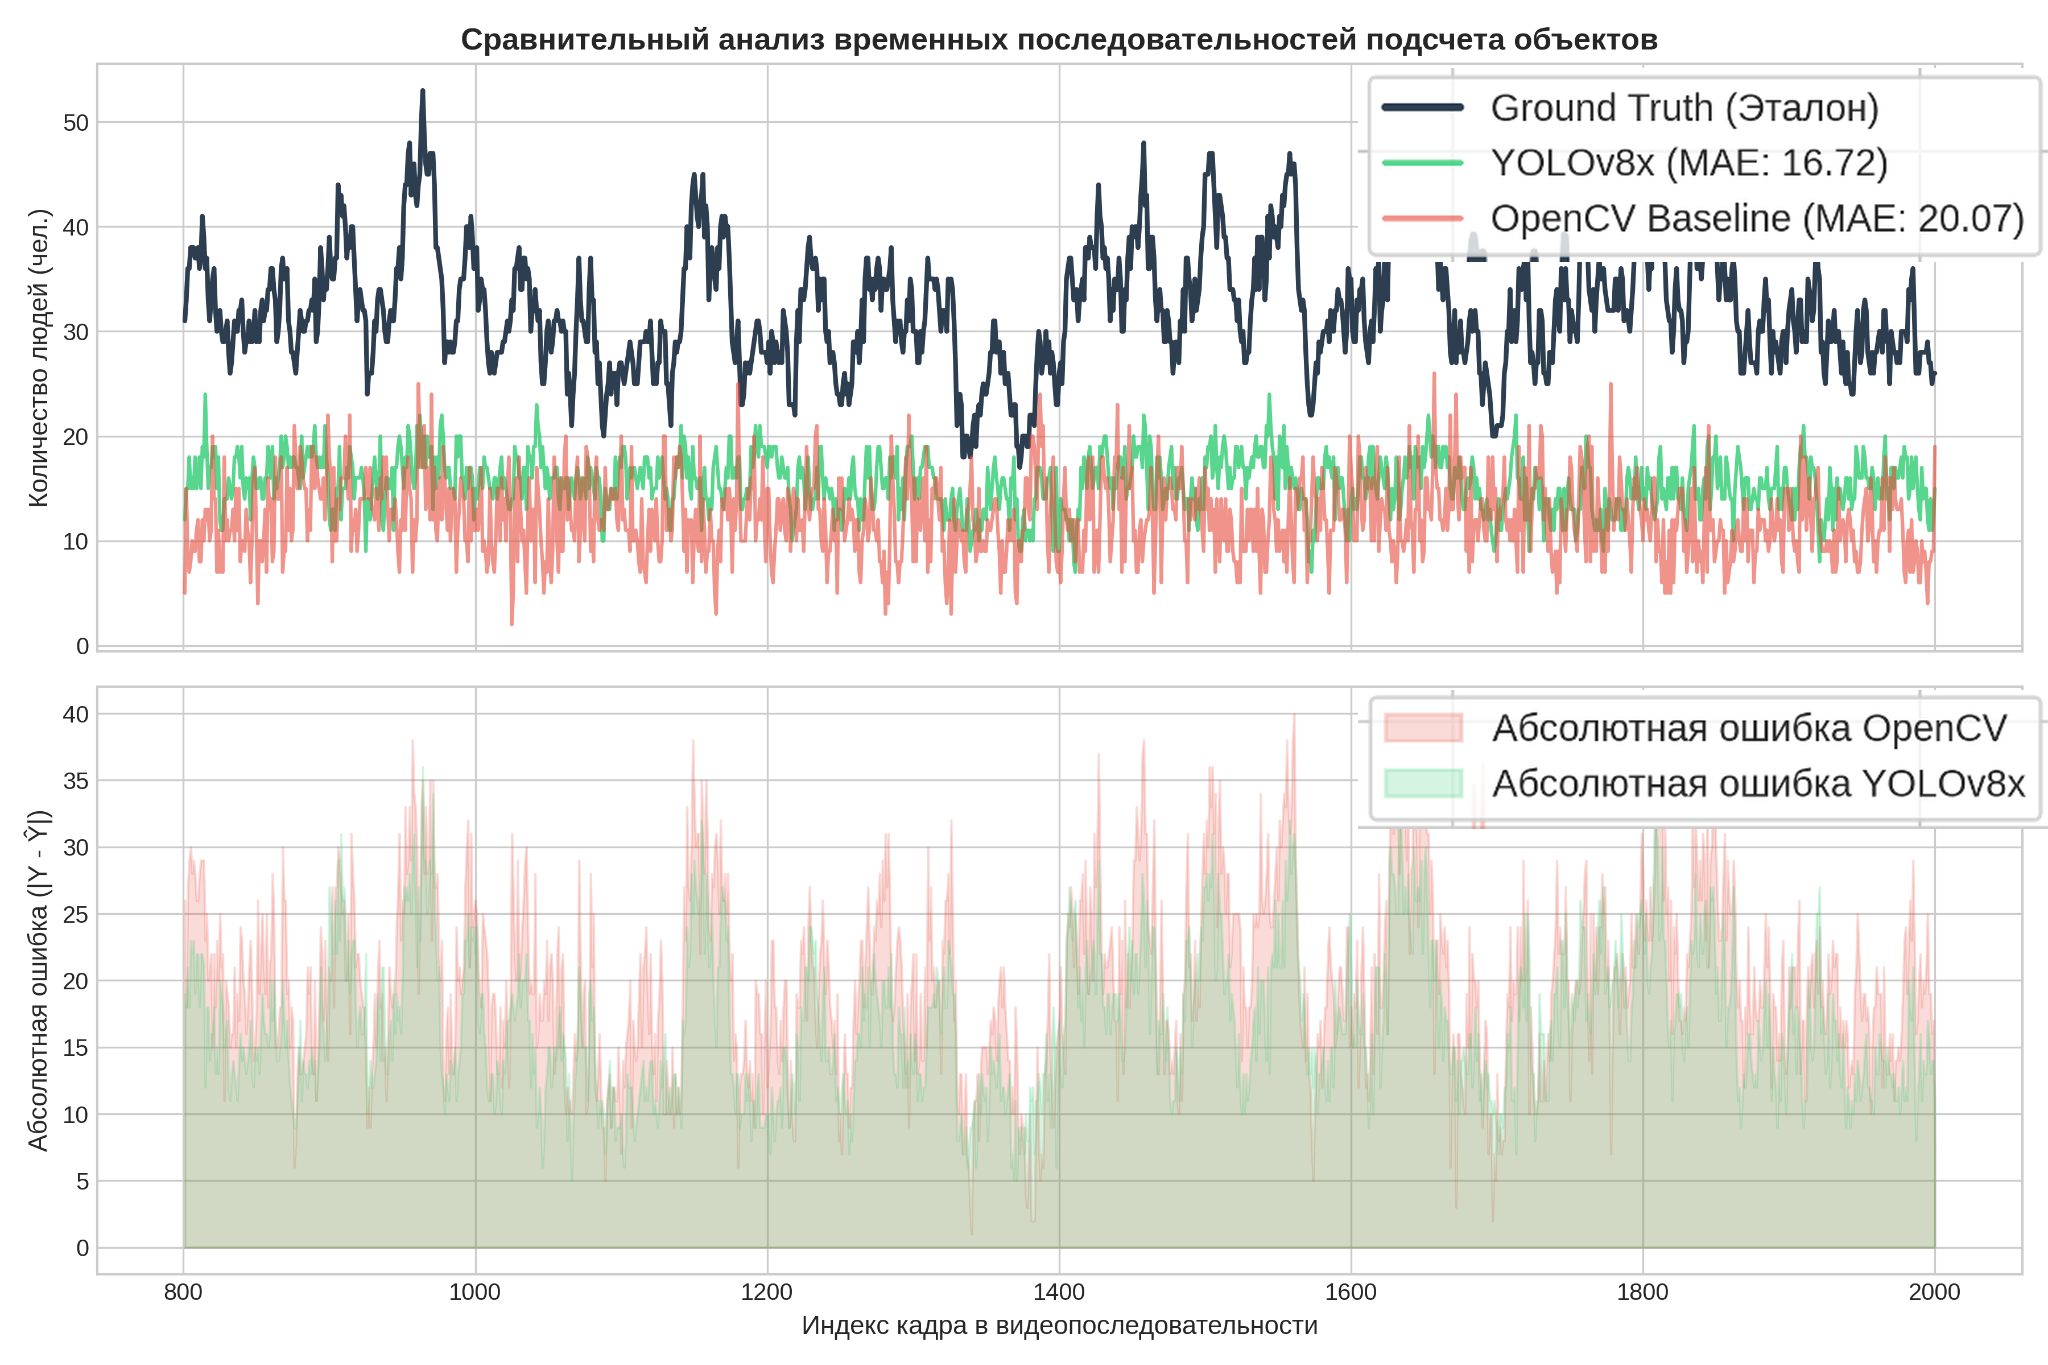 Сравнительный анализ временных последовательностей подсчета объектов
Количество людей (чел.)
50
40
30
20
10
0
Ground Truth (Эталон)
YOLOv8x (MAE: 16.72)
OpenCV Baseline (MAE: 20.07)
Абсолютная ошибка (|Y - Ŷ|)
40
35
30
25
20
15
10
5
0
Абсолютная ошибка OpenCV
Абсолютная ошибка YOLOv8x
800 1000 1200 1400 1600 1800 2000
Индекс кадра в видеопоследовательности